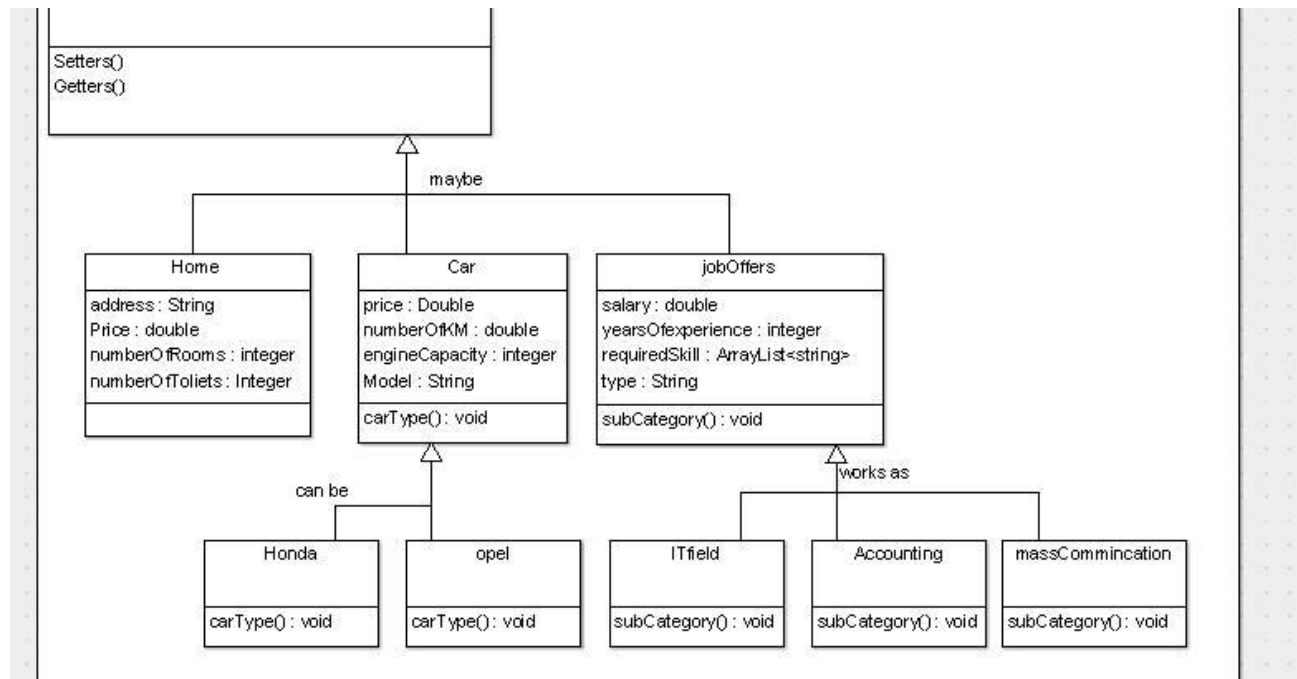 Setters()
Getters()
maybe
Home
address : String
Price : double
numberOfRooms : integer
numberOfToliets : Integer
Car
price : Double
numberOfKM : double
engineCapacity : integer
Model : String
carType() : void
jobOffers
salary : double
yearsOfexperience : integer
requiredSkill : ArrayList<string>
type : String
subCategory() : void
can be
works as
Honda
carType() : void
opel
carType() : void
ITfield
subCategory() : void
Accounting
subCategory() : void
massCommincation
subCategory() : void